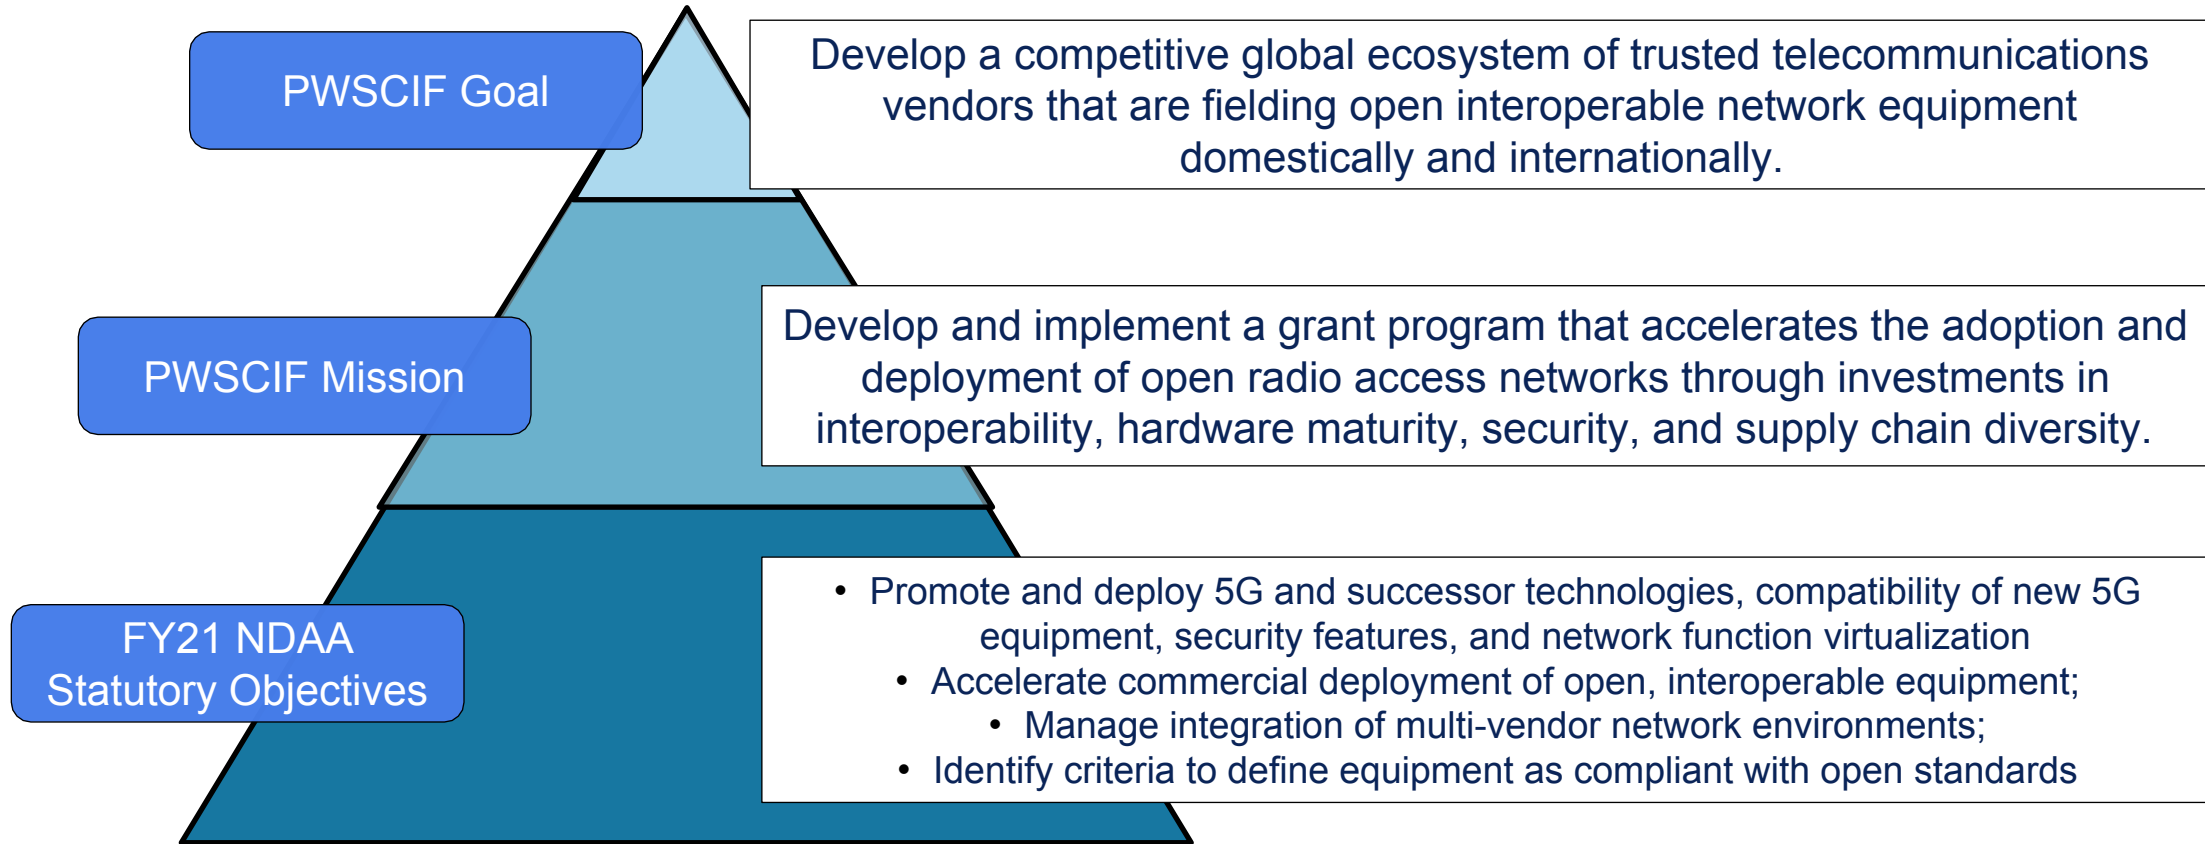 PWSCIF Goal
Develop a competitive global ecosystem of trusted telecommunications
vendors that are fielding open interoperable network equipment
domestically and internationally.
PWSCIF Mission
Develop and implement a grant program that accelerates the adoption and
deployment of open radio access networks through investments in
interoperability, hardware maturity, security, and supply chain diversity.
FY21 NDAA
Statutory Objectives
• Promote and deploy 5G and successor technologies, compatibility of new 5G
equipment, security features, and network function virtualization
• Accelerate commercial deployment of open, interoperable equipment;
• Manage integration of multi-vendor network environments;
• Identify criteria to define equipment as compliant with open standards